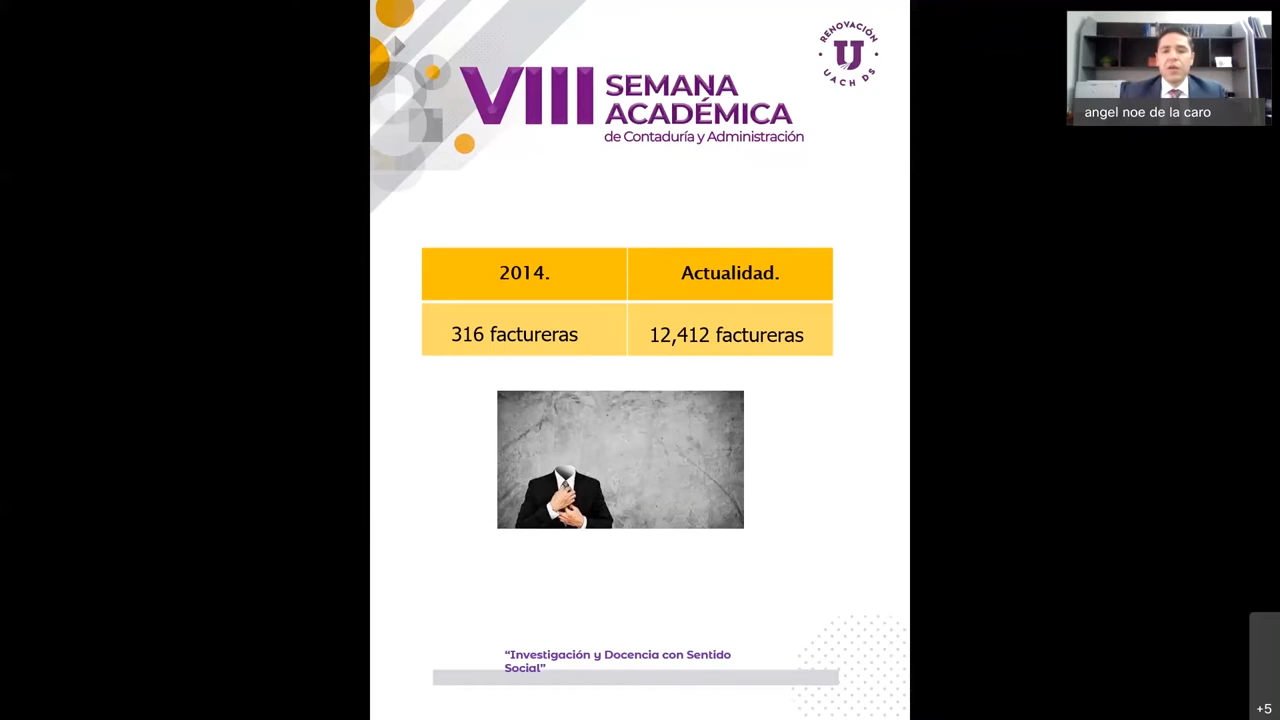 RENOVACIÓN
UACH DS
VIII SEMANA
ACADÉMICA
de Contaduría y Administración
angel noe de la caro
2014. Actualidad.
316 factureras 12,412 factureras
“Investigación y Docencia con Sentido
Social”
+5